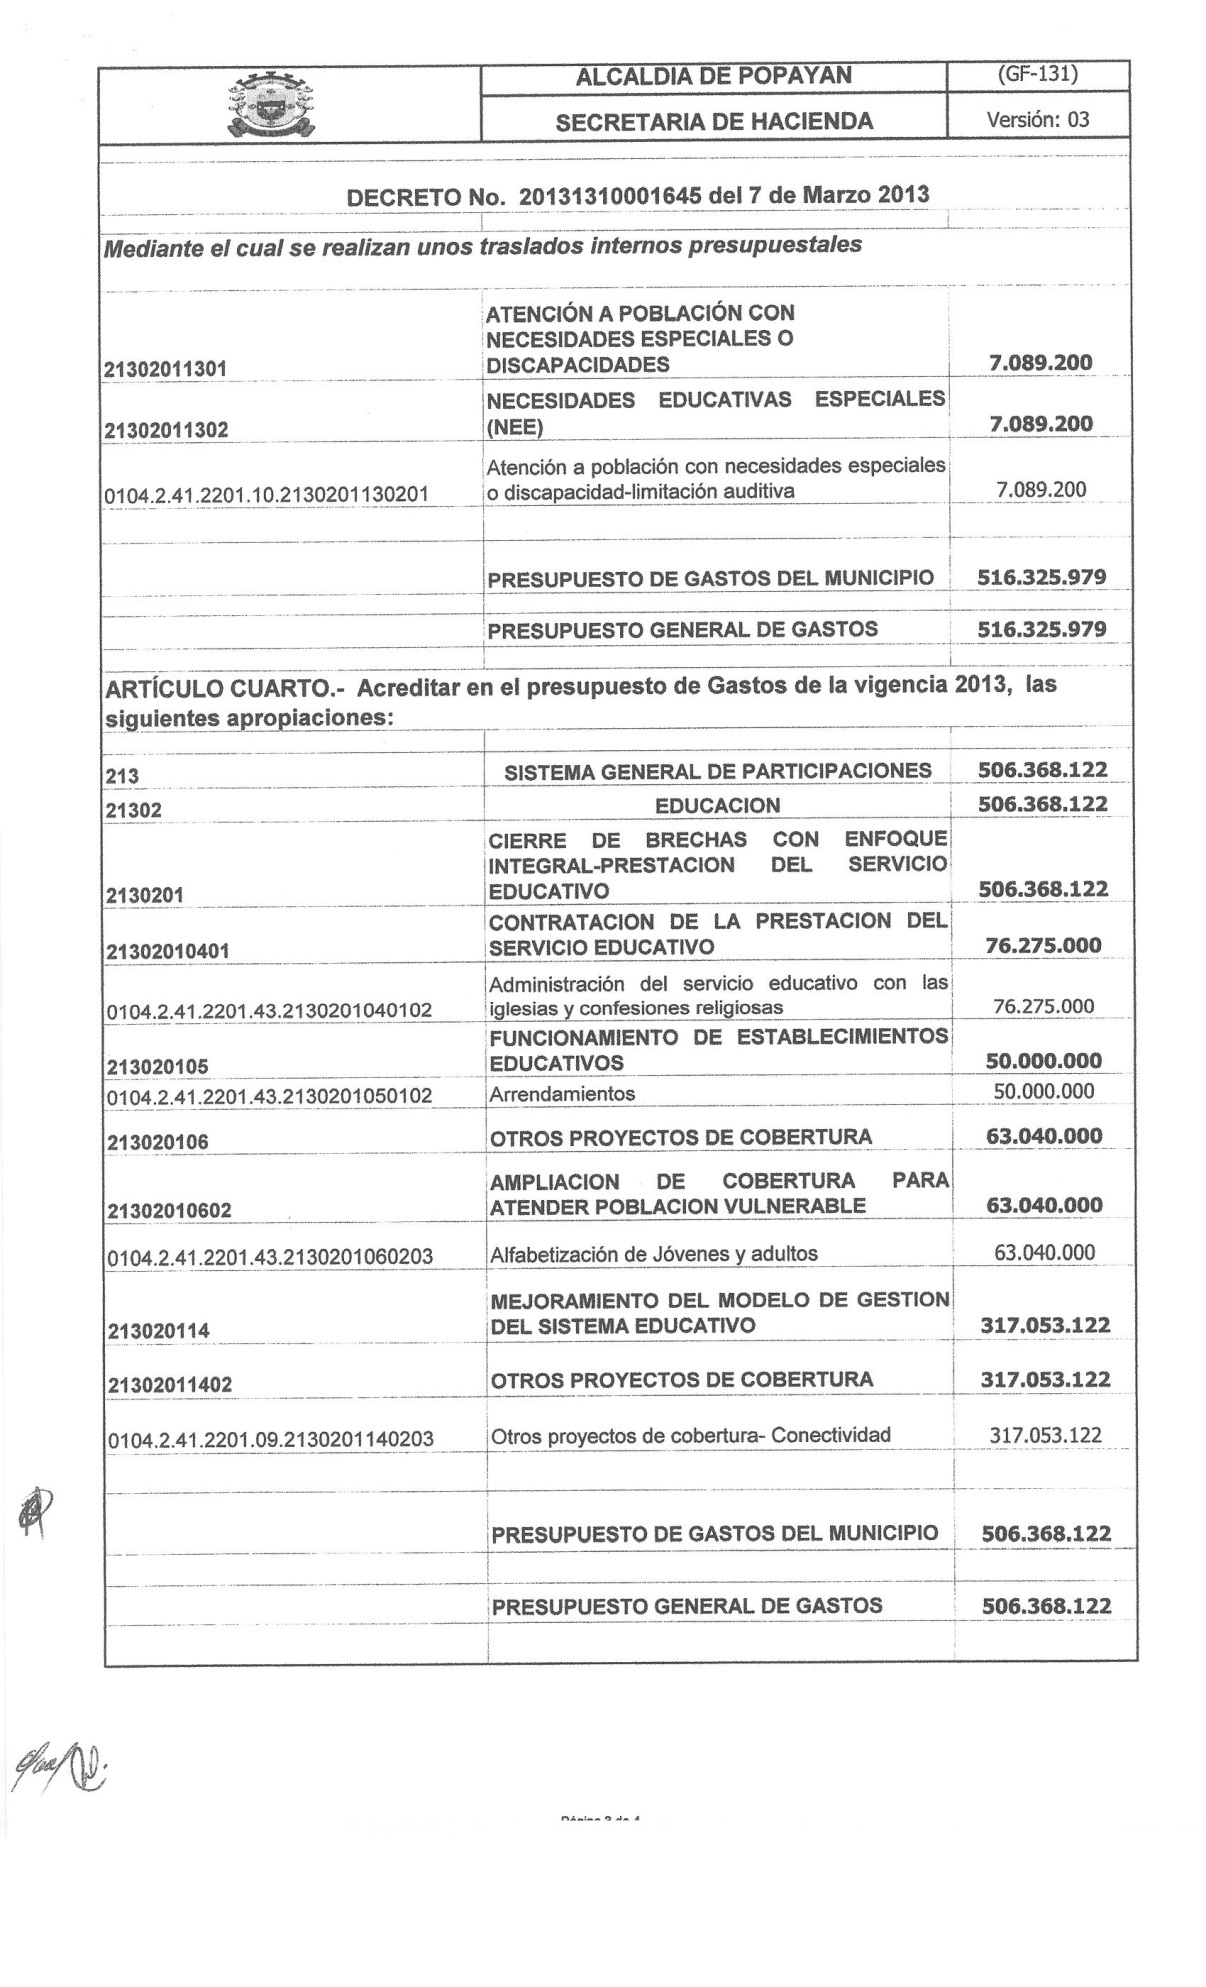 ALCALDIA DE POPAYAN
(GF-131)
SECRETARIA DE HACIENDA
Versión: 03
DECRETO No. 20131310001645 del 7 de Marzo 2013
Mediante el cual se realizan unos traslados internos presupuestales
ATENCIÓN A POBLACIÓN CON
NECESIDADES ESPECIALES O
21302011301 DISCAPACIDADES 7.089.200
NECESIDADES EDUCATIVAS ESPECIALES
21302011302 (NEE) 7.089.200
Atención a población con necesidades especiales
0104.2.41.2201.10.2130201130201 o discapacidad-limitación auditiva 7.089.200
PRESUPUESTO DE GASTOS DEL MUNICIPIO 516.325.979
PRESUPUESTO GENERAL DE GASTOS 516.325.979
ARTÍCULO CUARTO.- Acreditar en el presupuesto de Gastos de la vigencia 2013, las
siguientes apropiaciones:
213 SISTEMA GENERAL DE PARTICIPACIONES 506.368.122
21302 EDUCACION 506.368.122
CIERRE DE BRECHAS CON ENFOQUE
INTEGRAL-PRESTACION DEL SERVICIO
2130201 EDUCATIVO 506.368.122
CONTRATACION DE LA PRESTACION DEL
21302010401 SERVICIO EDUCATIVO 76.275.000
Administración del servicio educativo con las
0104.2.41.2201.43.2130201040102 iglesias y confesiones religiosas 76.275.000
FUNCIONAMIENTO DE ESTABLECIMIENTOS
213020105 EDUCATIVOS 50.000.000
0104.2.41.2201.43.2130201050102 Arrendamientos 50.000.000
213020106 OTROS PROYECTOS DE COBERTURA 63.040.000
AMPLIACION DE COBERTURA PARA
21302010602 ATENDER POBLACION VULNERABLE 63.040.000
0104.2.41.2201.43.2130201060203 Alfabetización de Jóvenes y adultos 63.040.000
MEJORAMIENTO DEL MODELO DE GESTION
213020114 DEL SISTEMA EDUCATIVO 317.053.122
21302011402 OTROS PROYECTOS DE COBERTURA 317.053.122
0104.2.41.2201.09.2130201140203 Otros proyectos de cobertura- Conectividad 317.053.122
PRESUPUESTO DE GASTOS DEL MUNICIPIO 506.368.122
PRESUPUESTO GENERAL DE GASTOS 506.368.122